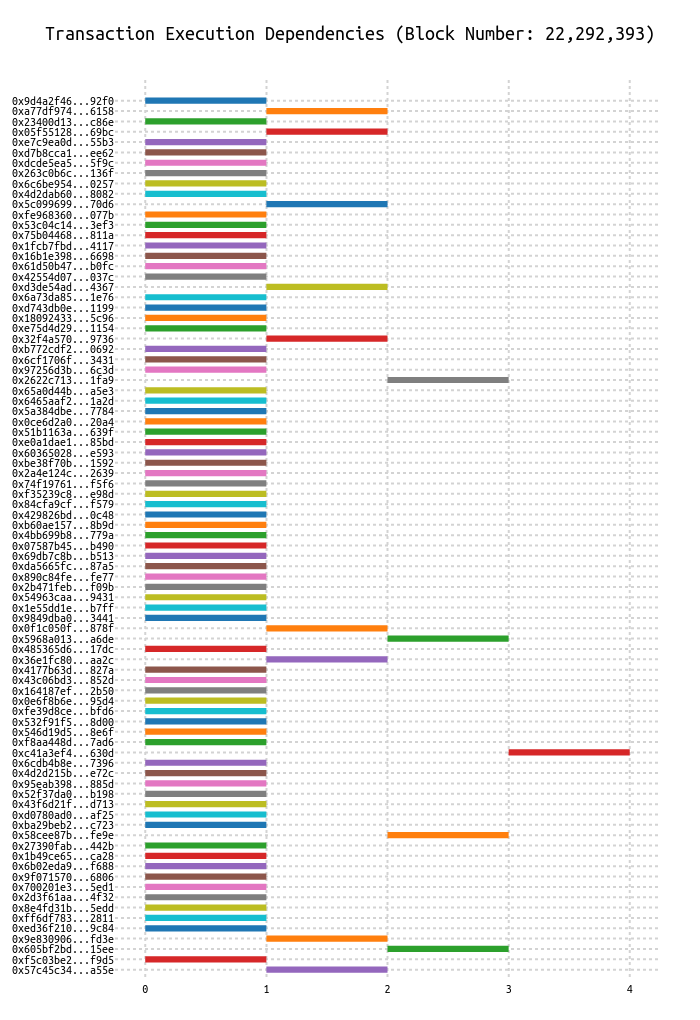 Transaction Execution Dependencies (Block Number: 22,292,393)
0x9d4a2f46...92f0
0xa77df974...6158
0x23400d13...c86e
0x05f55128...69bc
0xe7c9ea0d...55b3
0xd7b8cca1...ee62
0xdcde5ea5...5f9c
0x263c0b6c...136f
0x6c6be954...0257
0x4d2dab60...8082
0x5c099699...70d6
0xfe968360...077b
0x53c04c14...3ef3
0x75b04468...811a
0x1fcb7fbd...4117
0x16b1e398...6698
0x61d50b47...b0fc
0x42554d07...037c
0xd3de54ad...4367
0x6a73da85...1e76
0xd743db0e...1199
0x18092433...5c96
0xe75d4d29...1154
0x32f4a570...9736
0xb772cdf2...0692
0x6cf1706f...3431
0x97256d3b...6c3d
0x2622c713...1fa9
0x65a0d44b...a5e3
0x6465aaf2...1a2d
0x5a384dbe...7784
0x0ce6d2a0...20a4
0x51b1163a...639f
0xe0a1dae1...85bd
0x60365028...e593
0xbe38f70b...1592
0x2a4e124c...2639
0x74f19761...f5f6
0xf35239c8...e98d
0x84cfa9cf...f579
0x429826bd...0c48
0xb60ae157...8b9d
0x4bb699b8...779a
0x07587b45...b490
0x69db7c8b...b513
0xda5665fc...87a5
0x890c84fe...fe77
0x2b471feb...f09b
0x54963caa...9431
0x1e55dd1e...b7ff
0x9849dba0...3441
0x0f1c050f...878f
0x5968a013...a6de
0x485365d6...17dc
0x36e1fc80...aa2c
0x4177b63d...827a
0x43c06bd3...852d
0x164187ef...2b50
0x0e6f8b6e...95d4
0xfe39d8ce...bfd6
0x532f91f5...8d00
0x546d19d5...8e6f
0xf8aa448d...7ad6
0xc41a3ef4...630d
0x6cdb4b8e...7396
0x4d2d215b...e72c
0x95eab398...885d
0x52f37da0...b198
0x43f6d21f...d713
0xd0780ad0...af25
0xba29beb2...c723
0x58cee87b...fe9e
0x27390fab...442b
0x1b49ce65...ca28
0x6b02eda9...f688
0x9f071570...6806
0x700201e3...5ed1
0x2d3f61aa...4f32
0x8e4fd31b...5edd
0xff6df783...2811
0xed36f210...9c84
0x9e830906...fd3e
0x605bf2bd...15ee
0xf5c03be2...f9d5
0x57c45c34...a55e
0 1 2 3 4